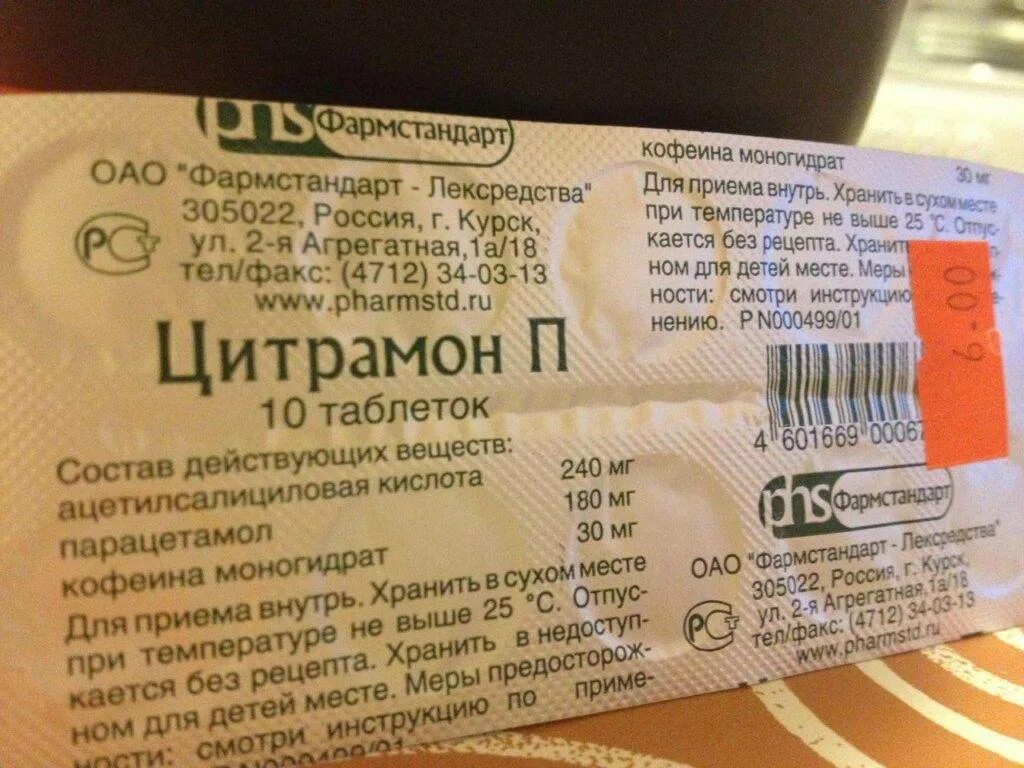 phs Фармстандарт
ОАО "Фармстандарт - Лексредства"
305022, Россия, г. Курск,
ул. 2-я Агрегатная,1а/18
тел/факс: (4712) 34-03-13
www.pharmstd.ru
РСТ
Цитрамон П
10 таблеток
Состав действующих веществ:
ацетилсалициловая кислота 240 мг
парацетамол 180 мг
кофеина моногидрат 30 мг
Для приема внутрь. Хранить в сухом месте
при температуре не выше 25 °С. Отпус-
кается без рецепта. Хранить в недоступ-
ном для детей месте. Меры предосторож-
ности: смотри инструкцию по приме-
кофеина моногидрат 30 мг
Для приема внутрь. Хранить в сухом месте
при температуре не выше 25 °С. Отпус-
кается без рецепта. Хранит
ном для детей месте. Меры
ности: смотри инструкцию
нению. Р N000499/01
6-00
4 601669 00067
phs Фармстандарт
ОАО "Фармстандарт - Лексредства"
305022, Россия, г. Курск,
ул. 2-я Агрегатная,1а/18
тел/факс: (4712) 34-03-13
www.pharmstd.ru
РСТ